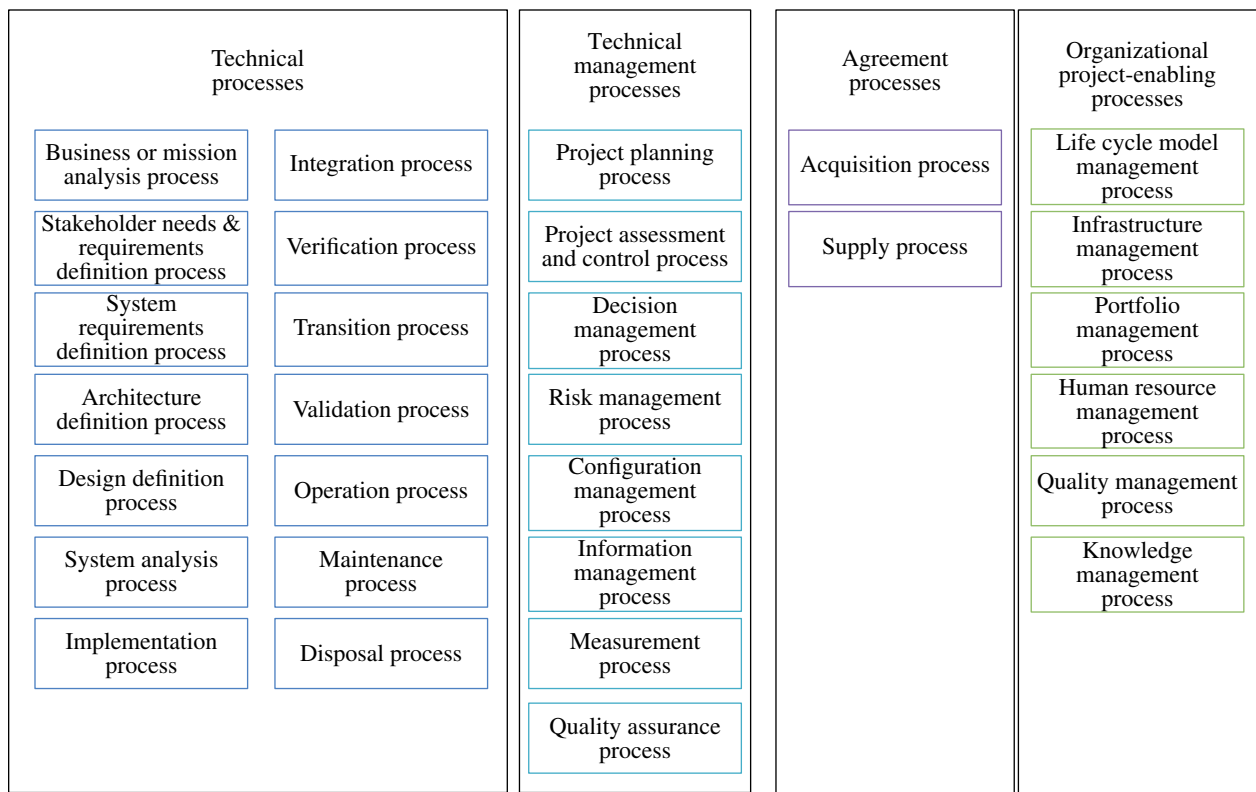 Technical
processes
Business or mission
analysis process
Stakeholder needs &
requirements
definition process
System
requirements
definition process
Architecture
definition process
Design definition
process
System analysis
process
Implementation
process
Integration process
Verification process
Transition process
Validation process
Operation process
Maintenance
process
Disposal process
Technical
management
processes
Project planning
process
Project assessment
and control process
Decision
management
process
Risk management
process
Configuration
management
process
Information
management
process
Measurement
process
Quality assurance
process
Agreement
processes
Acquisition process
Supply process
Organizational
project-enabling
processes
Life cycle model
management
process
Infrastructure
management
process
Portfolio
management
process
Human resource
management
process
Quality management
process
Knowledge
management
process